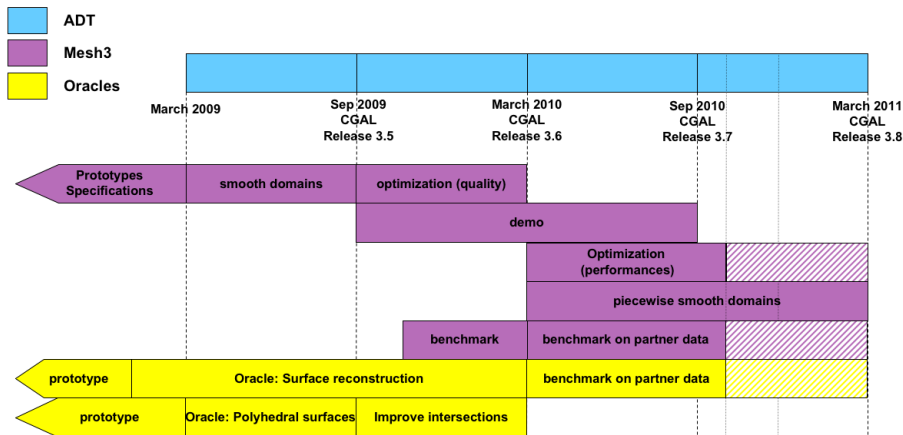 ADT
Mesh3
Oracles
March 2009
Sep 2009
CGAL
Release 3.5
March 2010
CGAL
Release 3.6
Sep 2010
CGAL
Release 3.7
March 2011
CGAL
Release 3.8
Prototypes
Specifications
smooth domains
optimization (quality)
demo
Optimization
(performances)
piecewise smooth domains
benchmark
benchmark on partner data
prototype
Oracle: Surface reconstruction
benchmark on partner data
prototype
Oracle: Polyhedral surfaces
Improve intersections